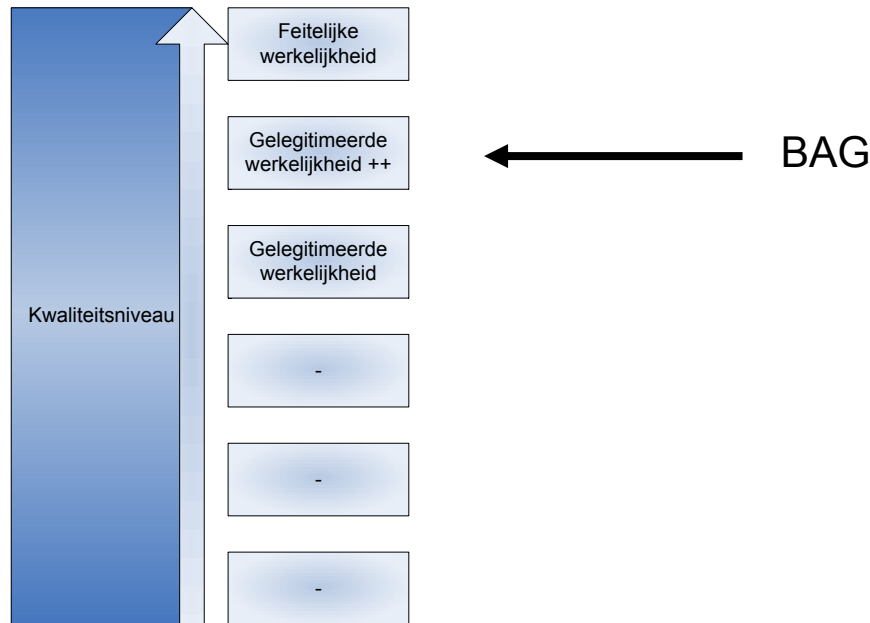 Feitelijke
werkelijkheid
Gelegitimeerde
werkelijkheid ++
BAG
Gelegitimeerde
werkelijkheid
Kwaliteitsniveau
-
-
-